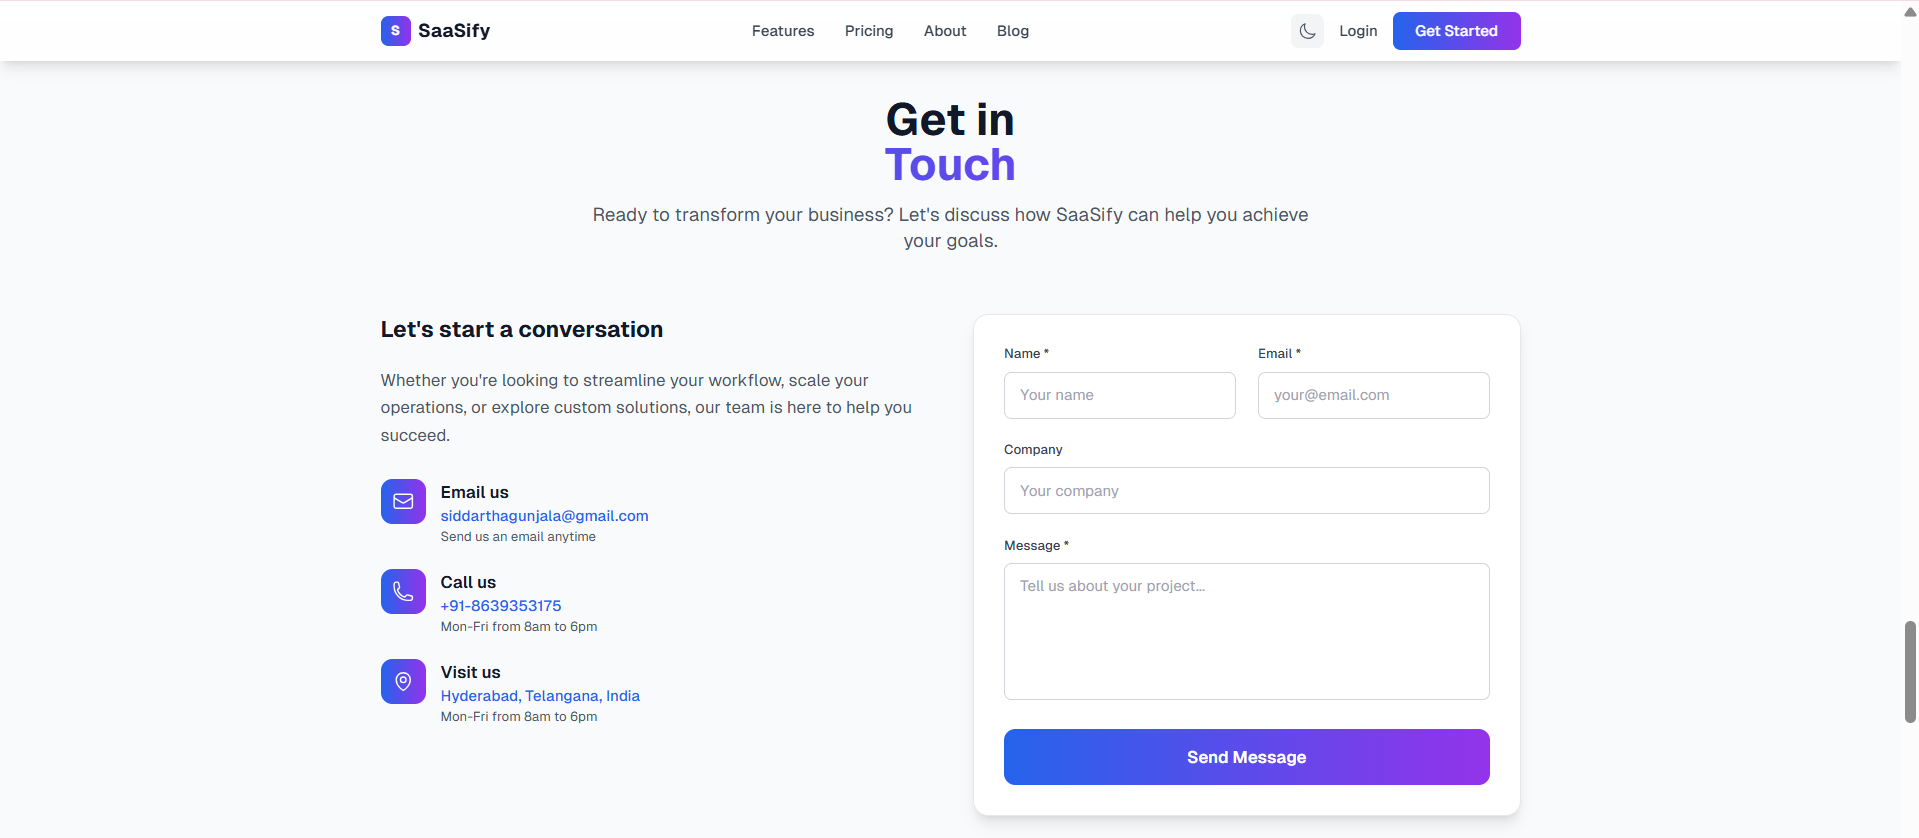 S SaaSify
Features Pricing About Blog
Login Get Started
Get in
Touch
Ready to transform your business? Let's discuss how SaaSify can help you achieve
your goals.
Let's start a conversation
Whether you're looking to streamline your workflow, scale your
operations, or explore custom solutions, our team is here to help you
succeed.
Email us
siddarthagunjala@gmail.com
Send us an email anytime
Call us
+91-8639353175
Mon-Fri from 8am to 6pm
Visit us
Hyderabad, Telangana, India
Mon-Fri from 8am to 6pm
Name * Email *
Your name your@email.com
Company
Your company
Message *
Tell us about your project...
Send Message